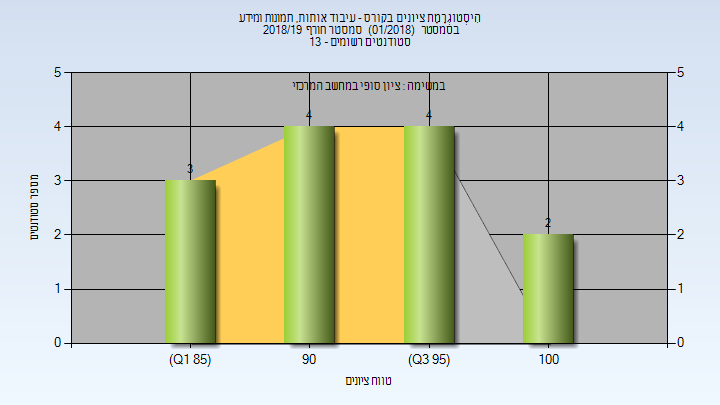 היסטוגרמת ציונים בקורס - עיבוד אותות, תמונות ומידע
בסמסטר (01/2018) סמסטר חורף 2018/19
סטודנטים רשומים - 13
במשימה : ציון סופי במחשב המרכזי
5 5
4 4 4 4
3 3 3
2 2 2
1 1
0 0
מספר סטודנטים
(Q1 85) 90 (Q3 95) 100
טווח ציונים